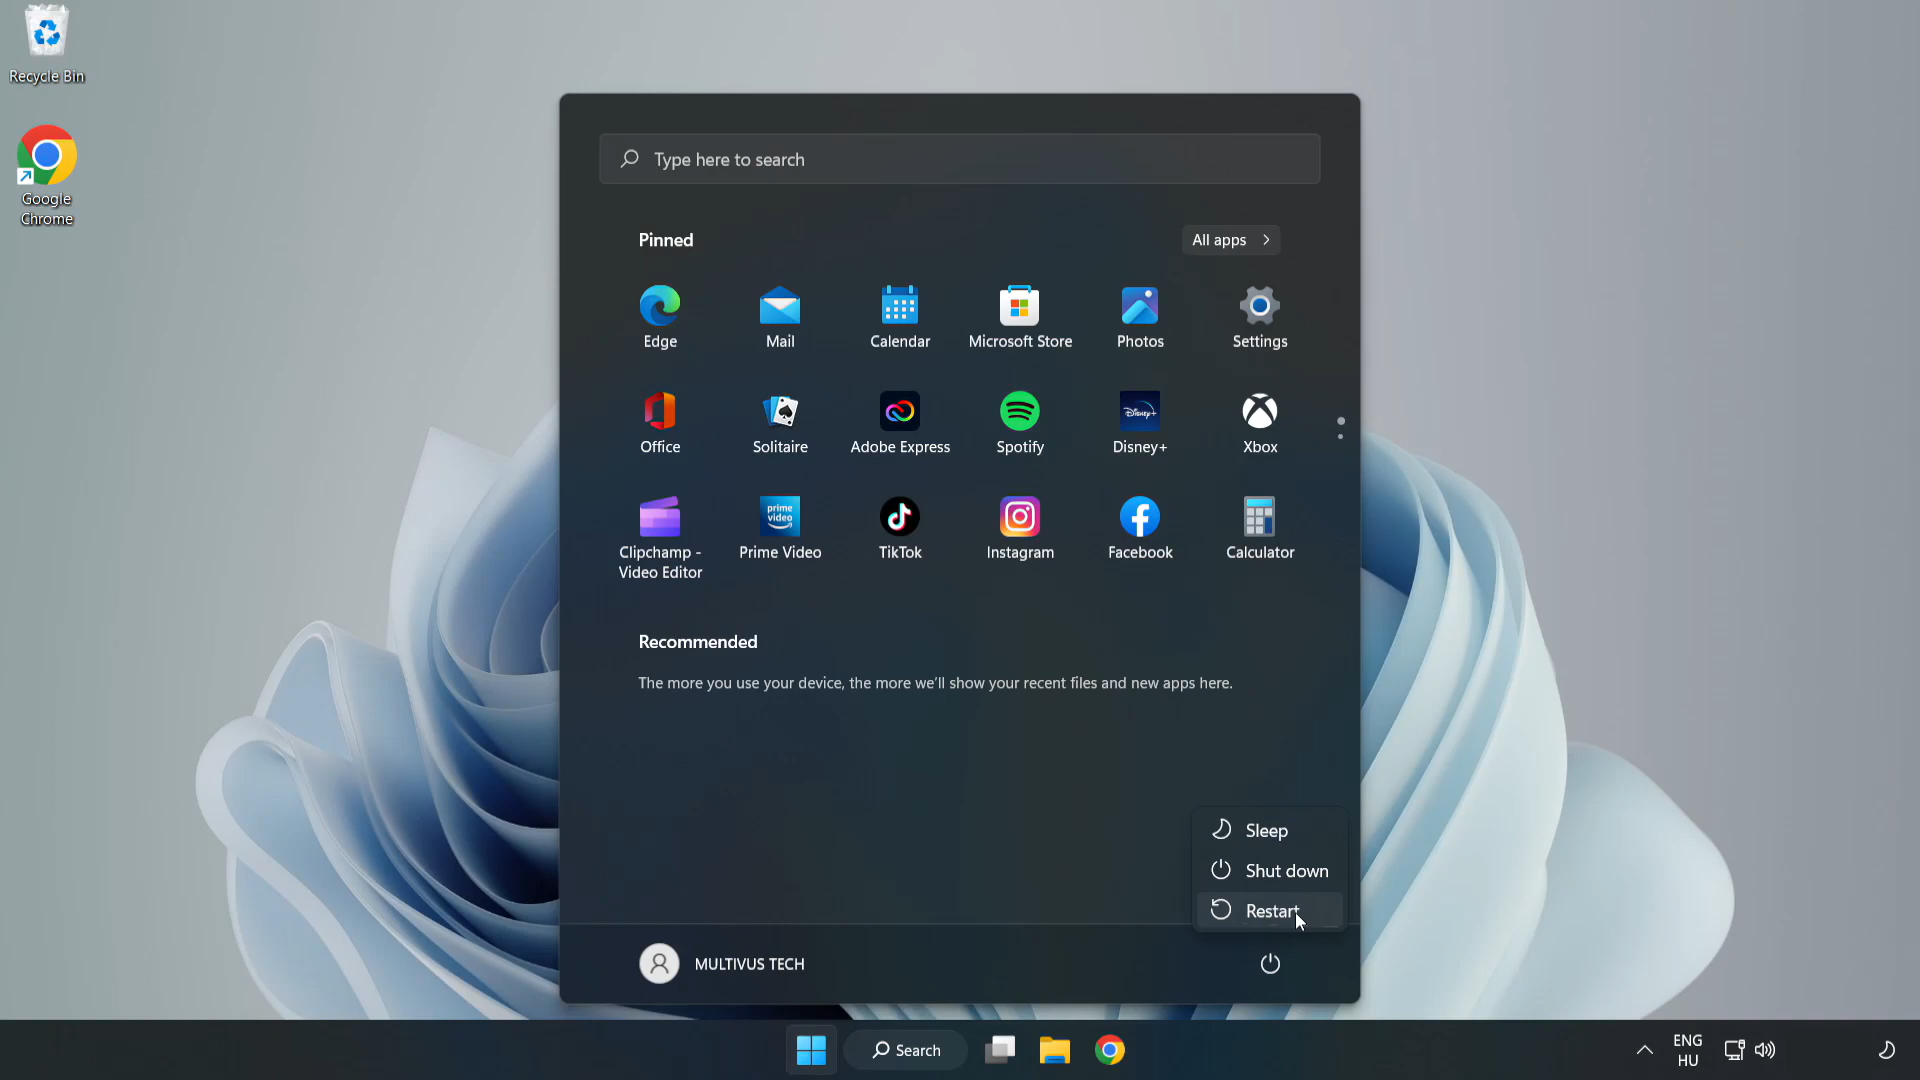 Recycle Bin
Google
Chrome
Type here to search
Pinned
All apps
Edge
Mail
Calendar
Microsoft Store
Photos
Settings
Office
Solitaire
Adobe Express
Spotify
Disney+
Disney+
Xbox
prime
video
Clipchamp -
Video Editor
Prime Video
TikTok
Instagram
Facebook
Calculator
Recommended
The more you use your device, the more we'll show your recent files and new apps here.
Sleep
Shut down
Restart
MULTIVUS TECH
Search
ENG
HU